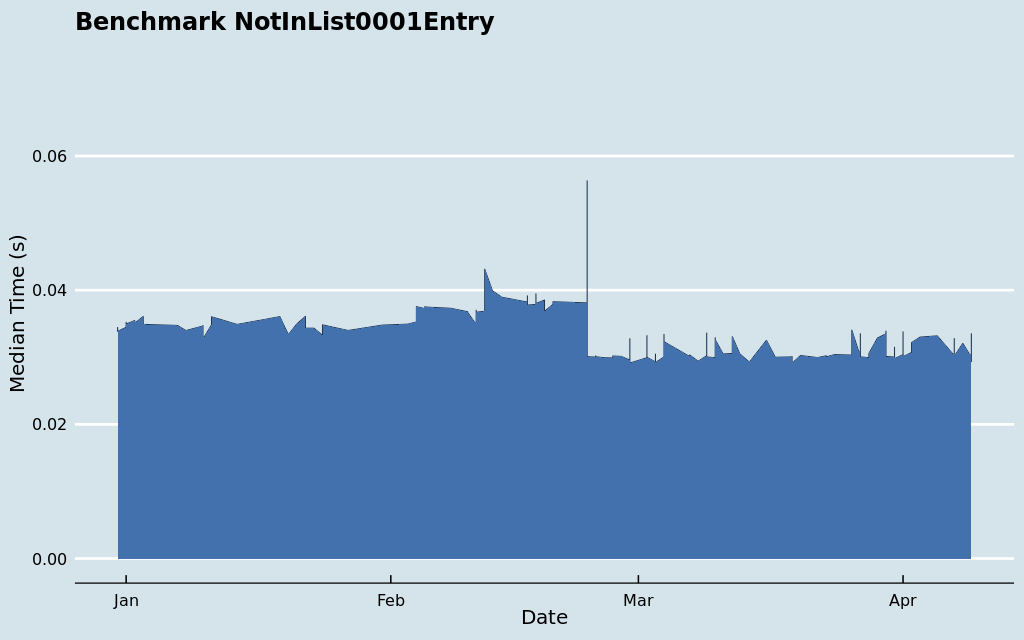 Benchmark NotInList0001Entry
0.06
0.04
0.02
0.00
Median Time (s)
Jan Feb Mar Apr
Date